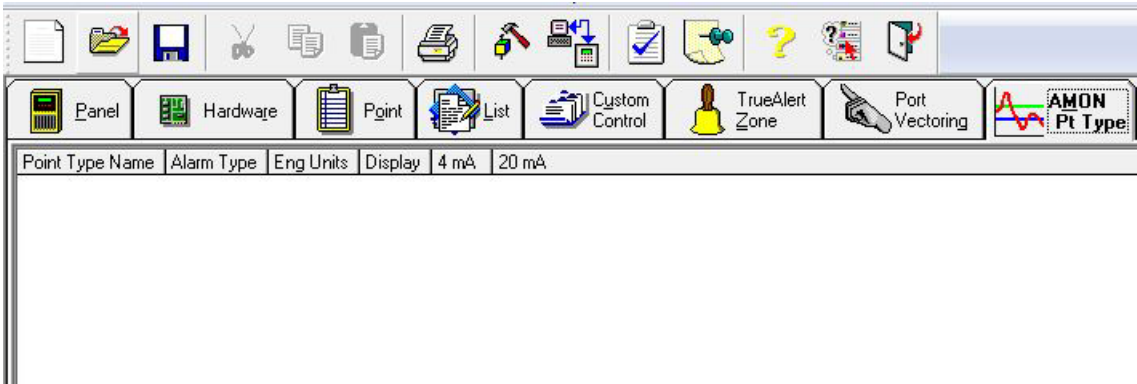 Panel
Hardware
Point
List
Custom
Control
TrueAlert
Zone
Port
Vectoring
AMON
Pt Type
Point Type Name Alarm Type Eng Units Display 4 mA 20 mA